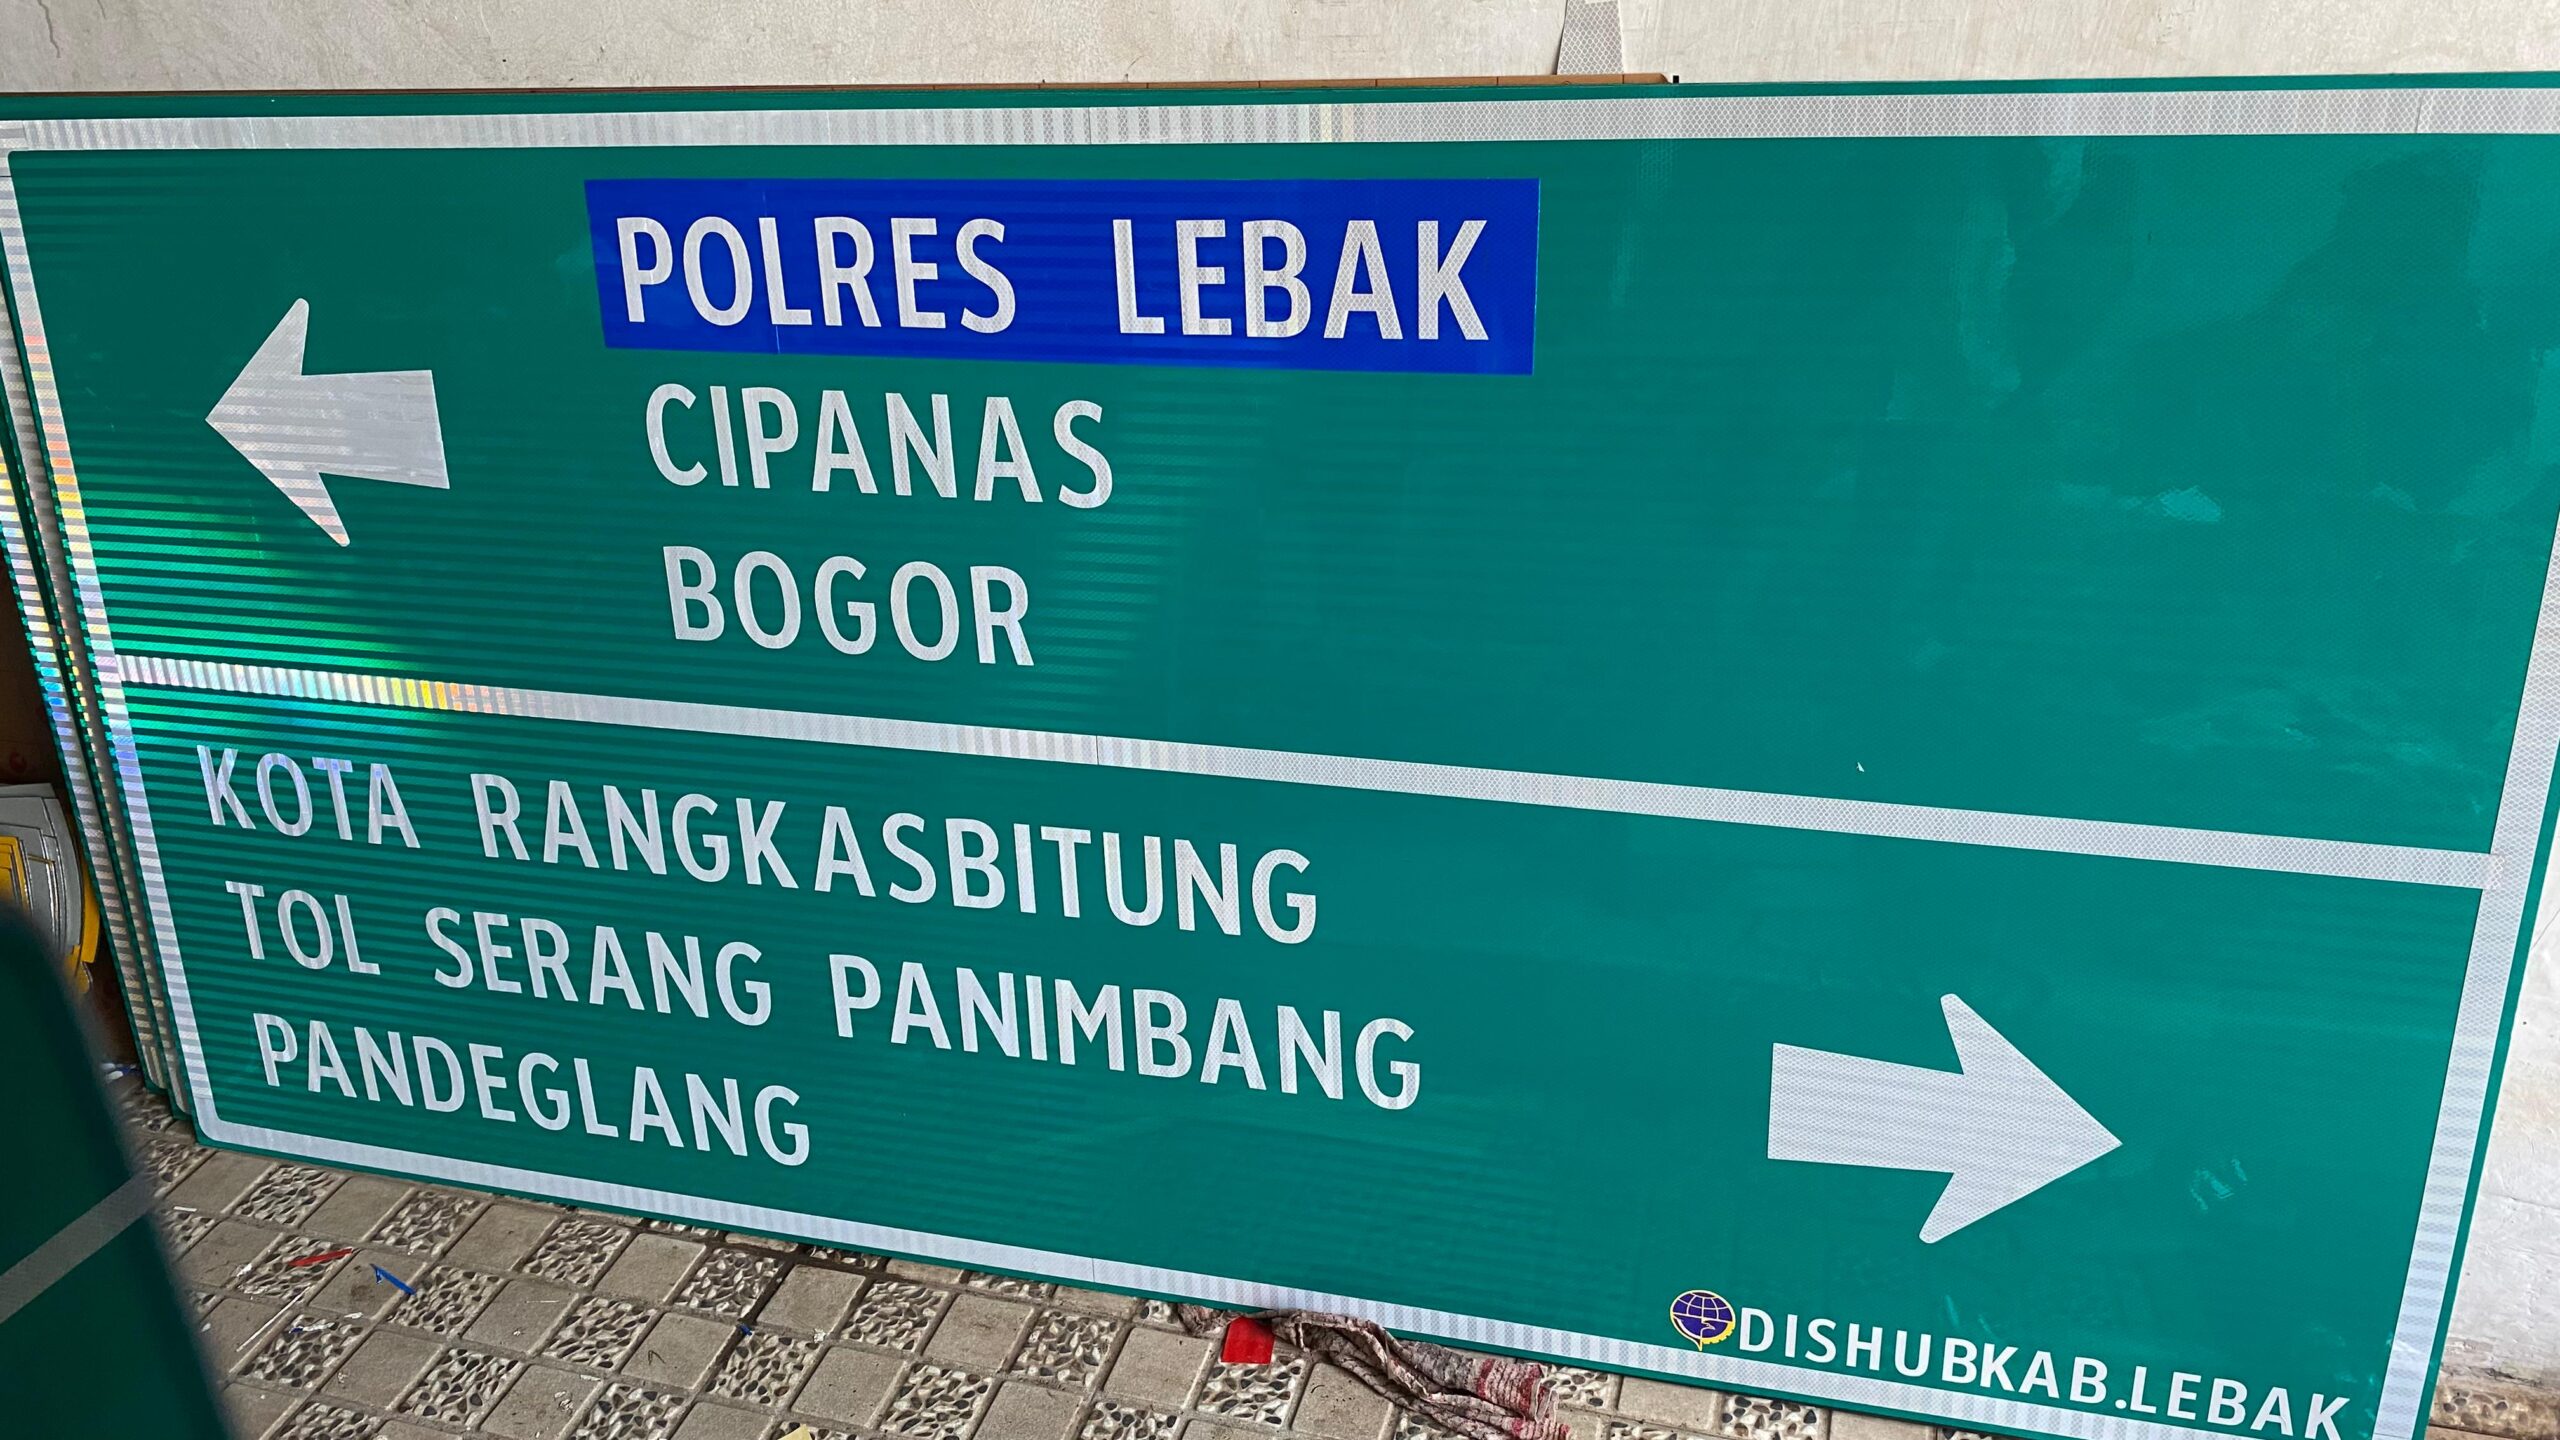 POLRES LEBAK
CIPANAS
BOGOR
KOTA RANGKASBITUNG
TOL SERANG PANIMBANG
PANDEGLANG
DISHUBKAB.LEBAK